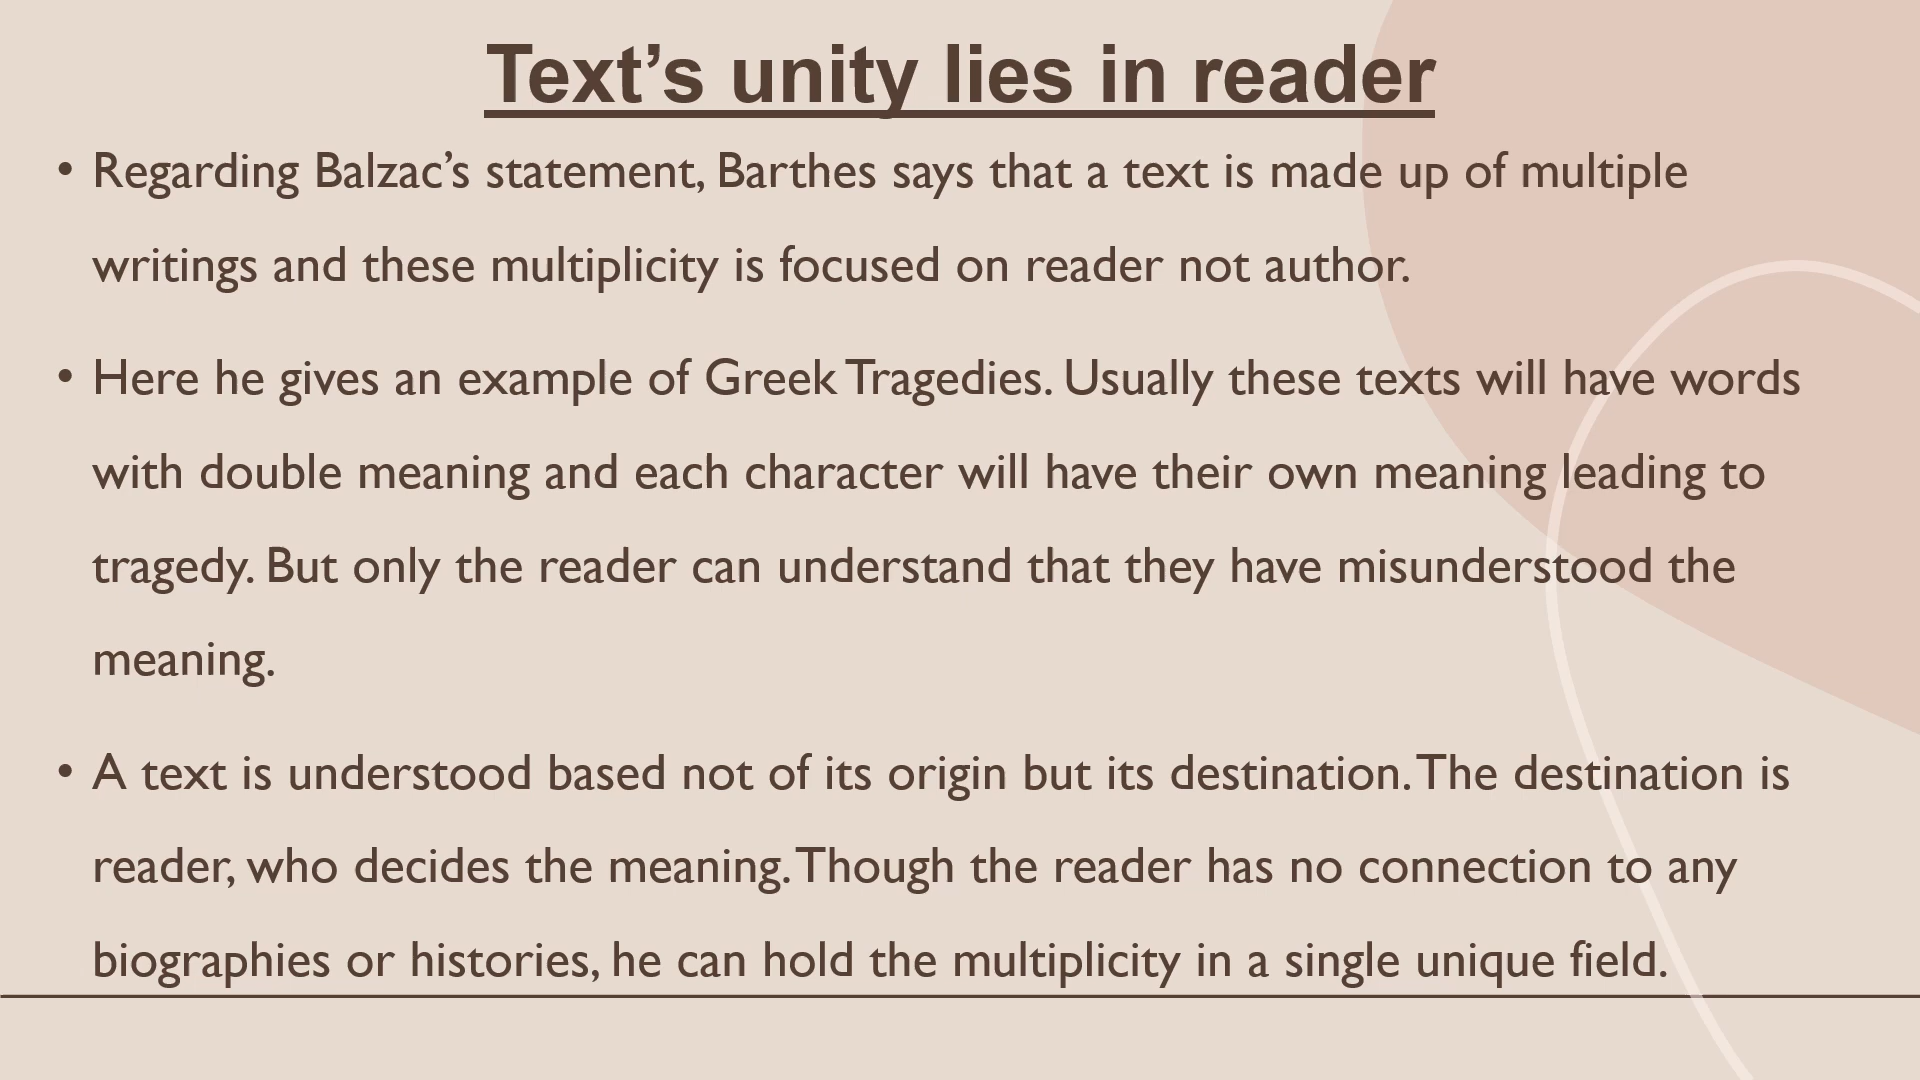 Text’s unity lies in reader
• Regarding Balzac’s statement, Barthes says that a text is made up of multiple
writings and these multiplicity is focused on reader not author.
• Here he gives an example of Greek Tragedies. Usually these texts will have words
with double meaning and each character will have their own meaning leading to
tragedy. But only the reader can understand that they have misunderstood the
meaning.
• A text is understood based not of its origin but its destination. The destination is
reader, who decides the meaning. Though the reader has no connection to any
biographies or histories, he can hold the multiplicity in a single unique field.